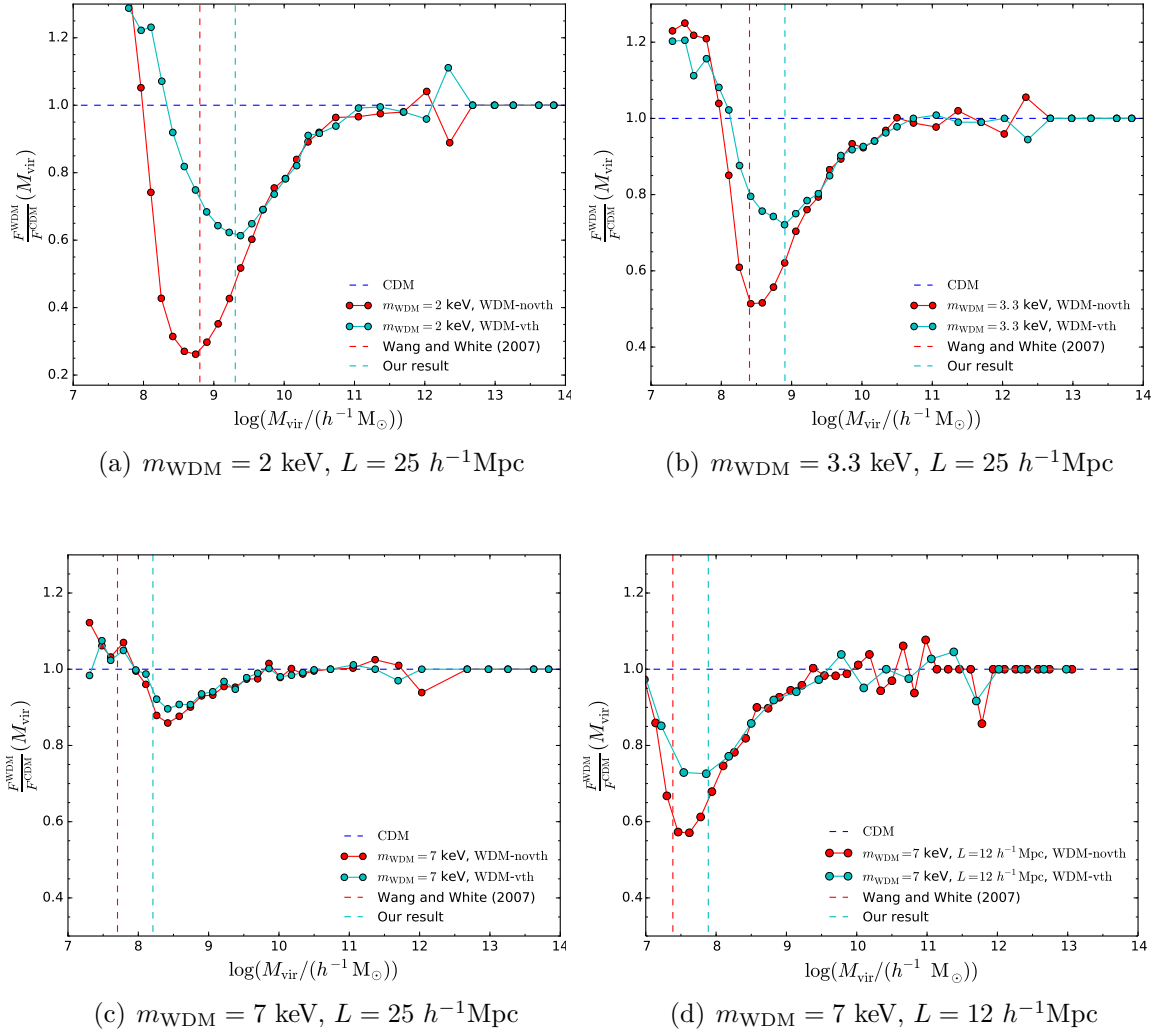 1.2
1.0
0.8
0.6
0.4
0.2
F^WDM/F^CDM (M_vir)
CDM
m_WDM = 2 keV, WDM-novth
m_WDM = 2 keV, WDM-vth
Wang and White (2007)
Our result
7 8 9 10 11 12 13 14
log(M_vir/(h^−1 M_⊙))
(a) m_WDM = 2 keV, L = 25 h^−1Mpc
1.2
1.0
0.8
0.6
0.4
F^WDM/F^CDM (M_vir)
CDM
m_WDM = 3.3 keV, WDM-novth
m_WDM = 3.3 keV, WDM-vth
Wang and White (2007)
Our result
7 8 9 10 11 12 13 14
log(M_vir/(h^−1 M_⊙))
(b) m_WDM = 3.3 keV, L = 25 h^−1Mpc
1.2
1.0
0.8
0.6
0.4
F^WDM/F^CDM (M_vir)
CDM
m_WDM = 7 keV, WDM-novth
m_WDM = 7 keV, WDM-vth
Wang and White (2007)
Our result
7 8 9 10 11 12 13 14
log(M_vir/(h^−1 M_⊙))
(c) m_WDM = 7 keV, L = 25 h^−1Mpc
1.2
1.0
0.8
0.6
0.4
F^WDM/F^CDM (M_vir)
CDM
m_WDM = 7 keV, L = 12 h^−1 Mpc, WDM-novth
m_WDM = 7 keV, L = 12 h^−1 Mpc, WDM-vth
Wang and White (2007)
Our result
7 8 9 10 11 12 13 14
log(M_vir/(h^−1 M_⊙))
(d) m_WDM = 7 keV, L = 12 h^−1Mpc